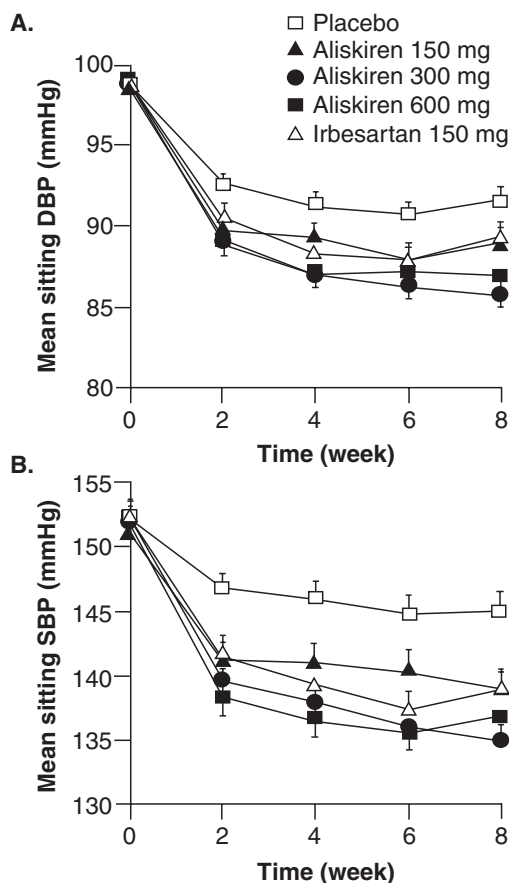 A.
Placebo
Aliskiren 150 mg
Aliskiren 300 mg
Aliskiren 600 mg
Irbesartan 150 mg
Mean sitting DBP (mmHg)
100
95
90
85
80
0 2 4 6 8
Time (week)
B.
Mean sitting SBP (mmHg)
155
150
145
140
135
130
0 2 4 6 8
Time (week)